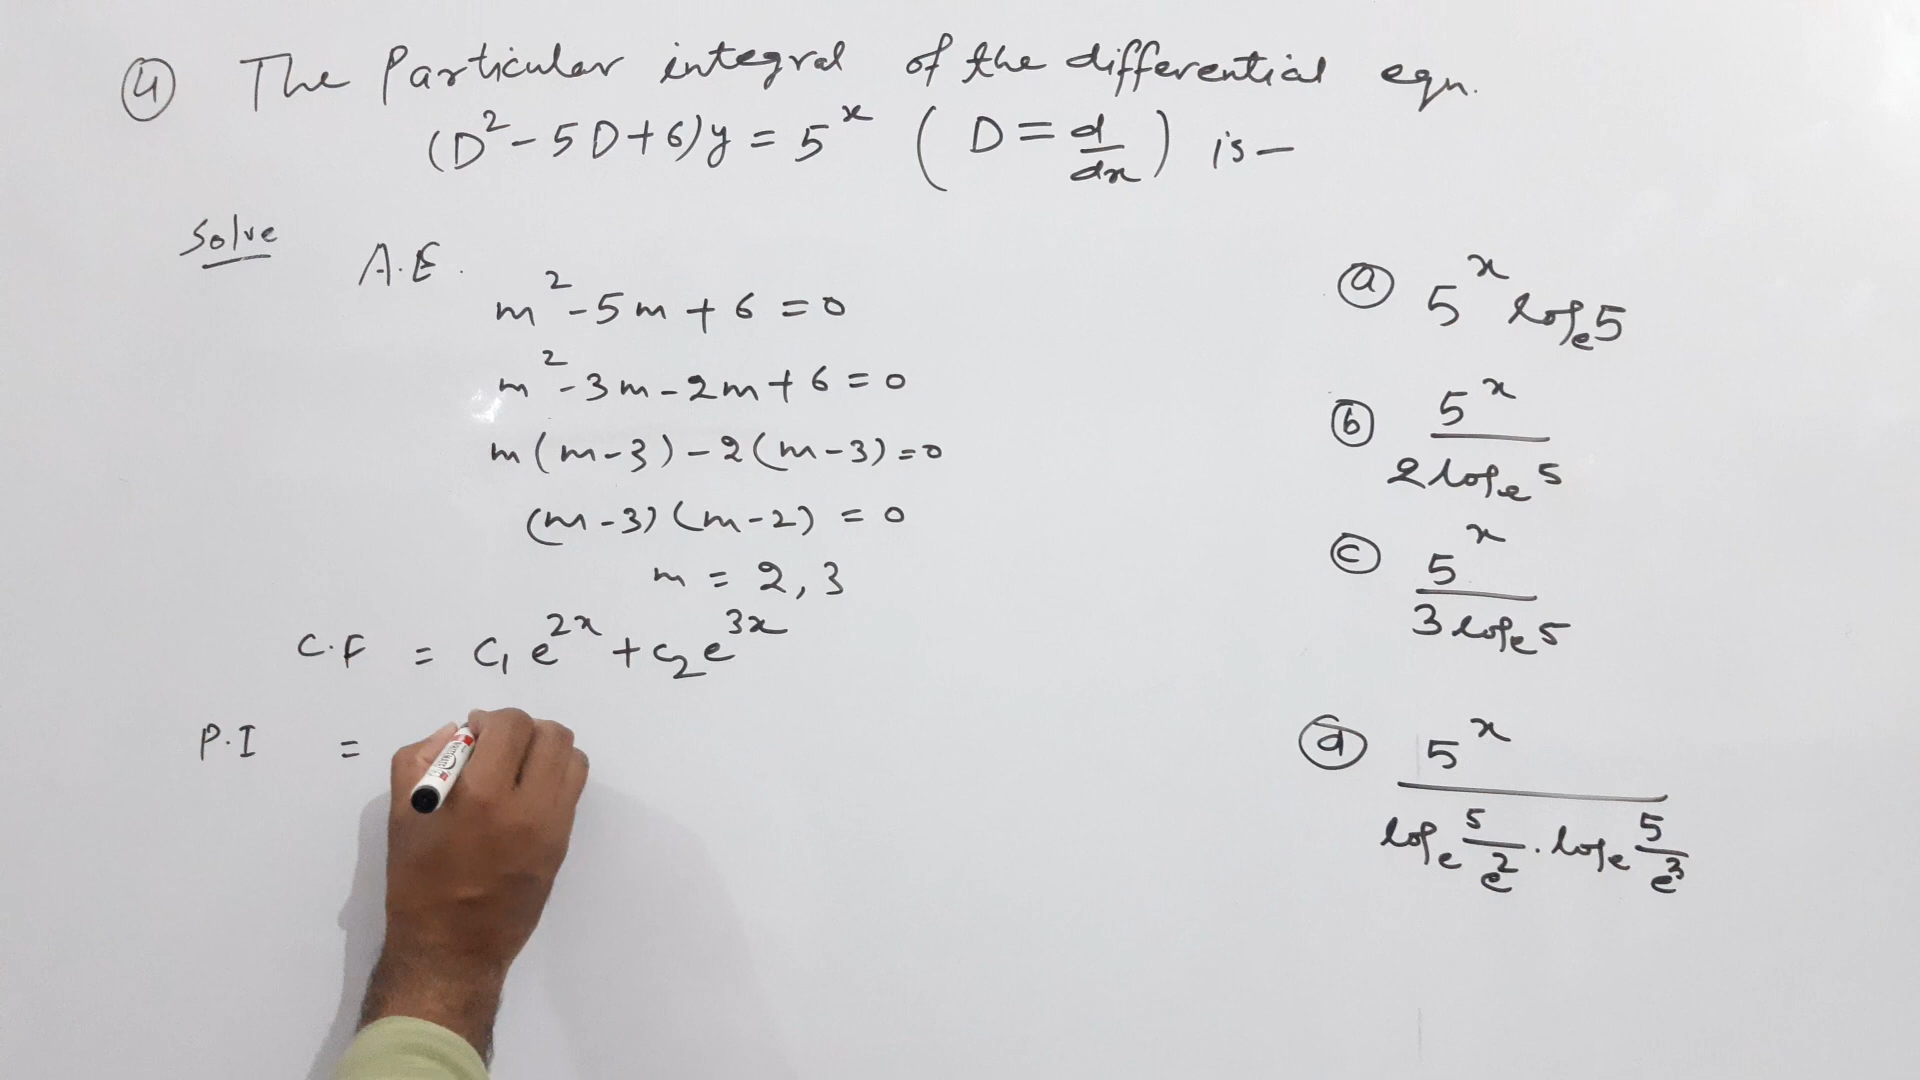 ④ The Particular integral of the differential eqn.
(D²-5D+6)y = 5ˣ (D = d/dx) is-
Solve
A.E.
m²-5m+6=0
m²-3m-2m+6=0
m(m-3)-2(m-3)=0
(m-3)(m-2)=0
m = 2, 3
C.F = C₁e²ˣ+C₂e³ˣ
P.I =
ⓐ 5ˣ logₑ5
ⓑ 5ˣ / 2logₑ5
ⓒ 5ˣ / 3logₑ5
ⓓ 5ˣ / logₑ 5/e² . logₑ 5/e³